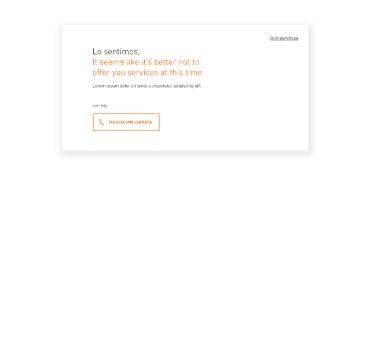 Quit purchase
Lo sentimos,
It seems like it's better not to
offer you services at this time.
Lorem ipsum dolor sit amet, consectetur adipiscing elit.
Get Help
SOLICITA UNA LLAMADA